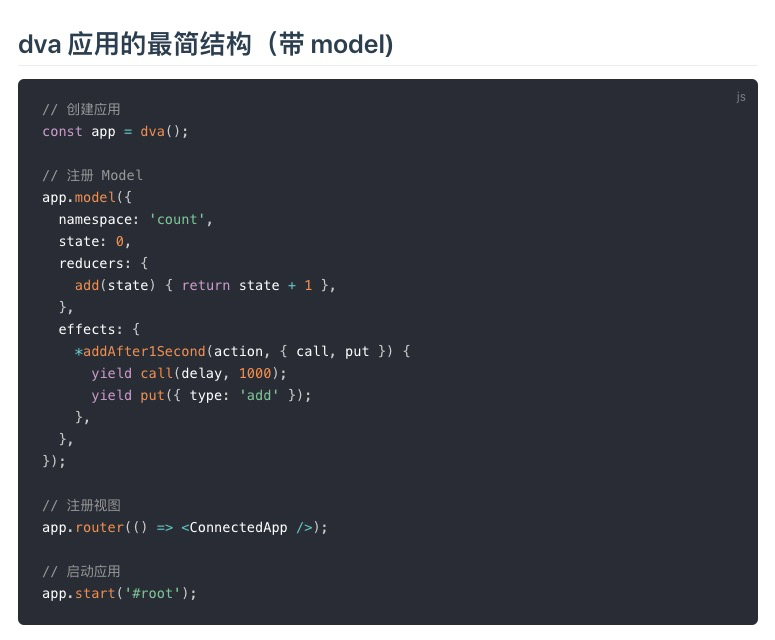 dva 应用的最简结构（带 model)
js
// 创建应用
const app = dva();

// 注册 Model
app.model({
  namespace: 'count',
  state: 0,
  reducers: {
    add(state) { return state + 1 },
  },
  effects: {
    *addAfter1Second(action, { call, put }) {
      yield call(delay, 1000);
      yield put({ type: 'add' });
    },
  },
});

// 注册视图
app.router(() => <ConnectedApp />);

// 启动应用
app.start('#root');